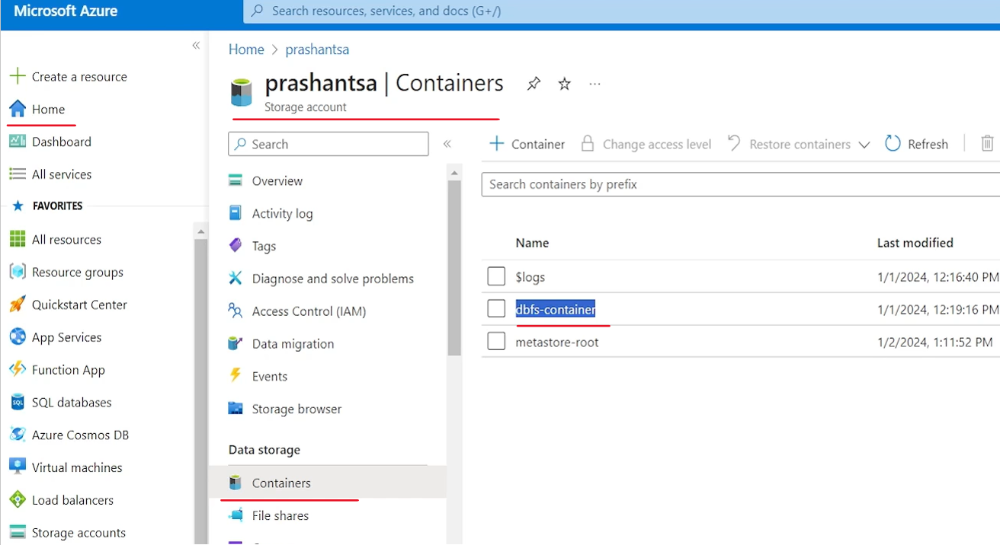 Microsoft Azure
Search resources, services, and docs (G+/)
«
Create a resource
Home
Dashboard
All services
FAVORITES
All resources
Resource groups
Quickstart Center
App Services
Function App
SQL databases
Azure Cosmos DB
Virtual machines
Load balancers
Storage accounts
Home > prashantsa
prashantsa | Containers
...
Storage account
Search
«
Overview
Activity log
Tags
Diagnose and solve problems
Access Control (IAM)
Data migration
Events
Storage browser
Data storage
Containers
File shares
+ Container
Change access level
Restore containers
Refresh
Search containers by prefix
Name Last modified
$logs 1/1/2024, 12:16:40 PM
dbfs-container 1/1/2024, 12:19:16 PM
metastore-root 1/2/2024, 1:11:52 PM